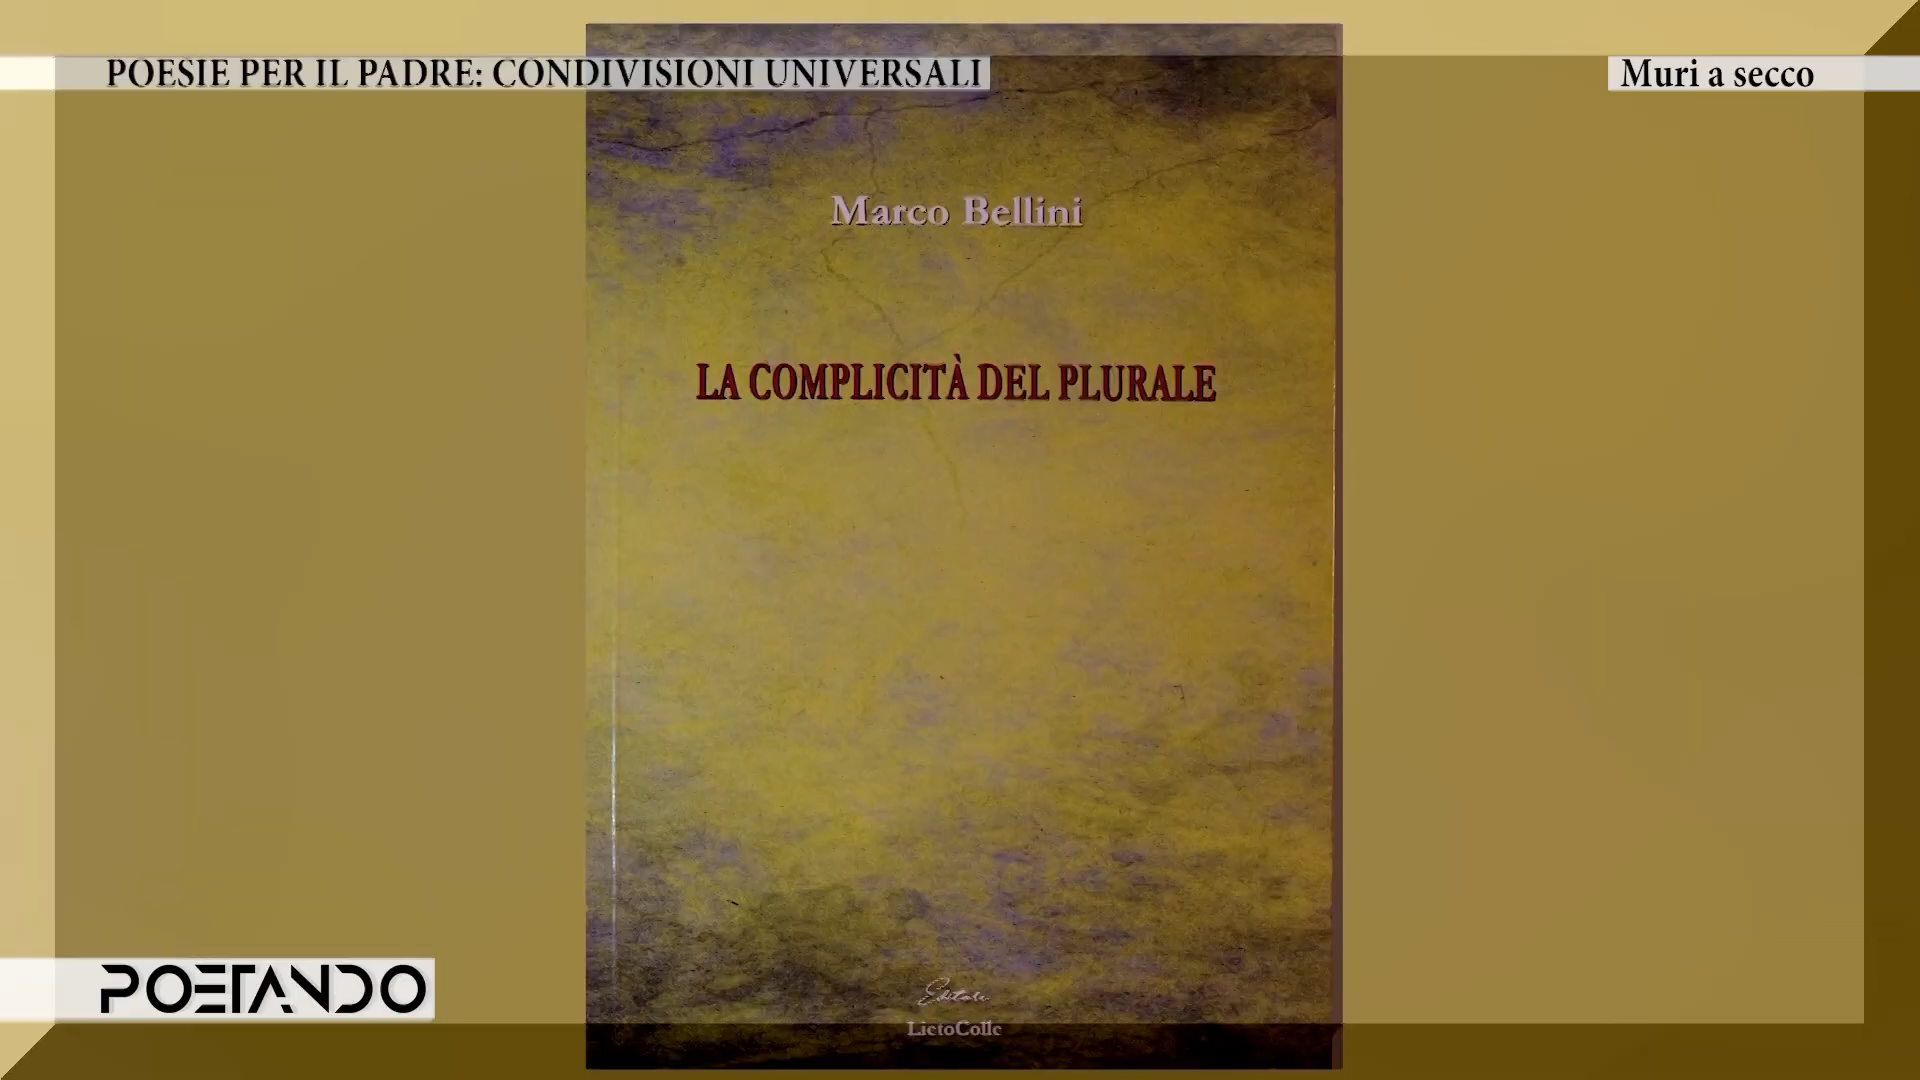 POESIE PER IL PADRE: CONDIVISIONI UNIVERSALI
Muri a secco
Marco Bellini
LA COMPLICITÀ DEL PLURALE
Editore
LietoColle
POETANDO